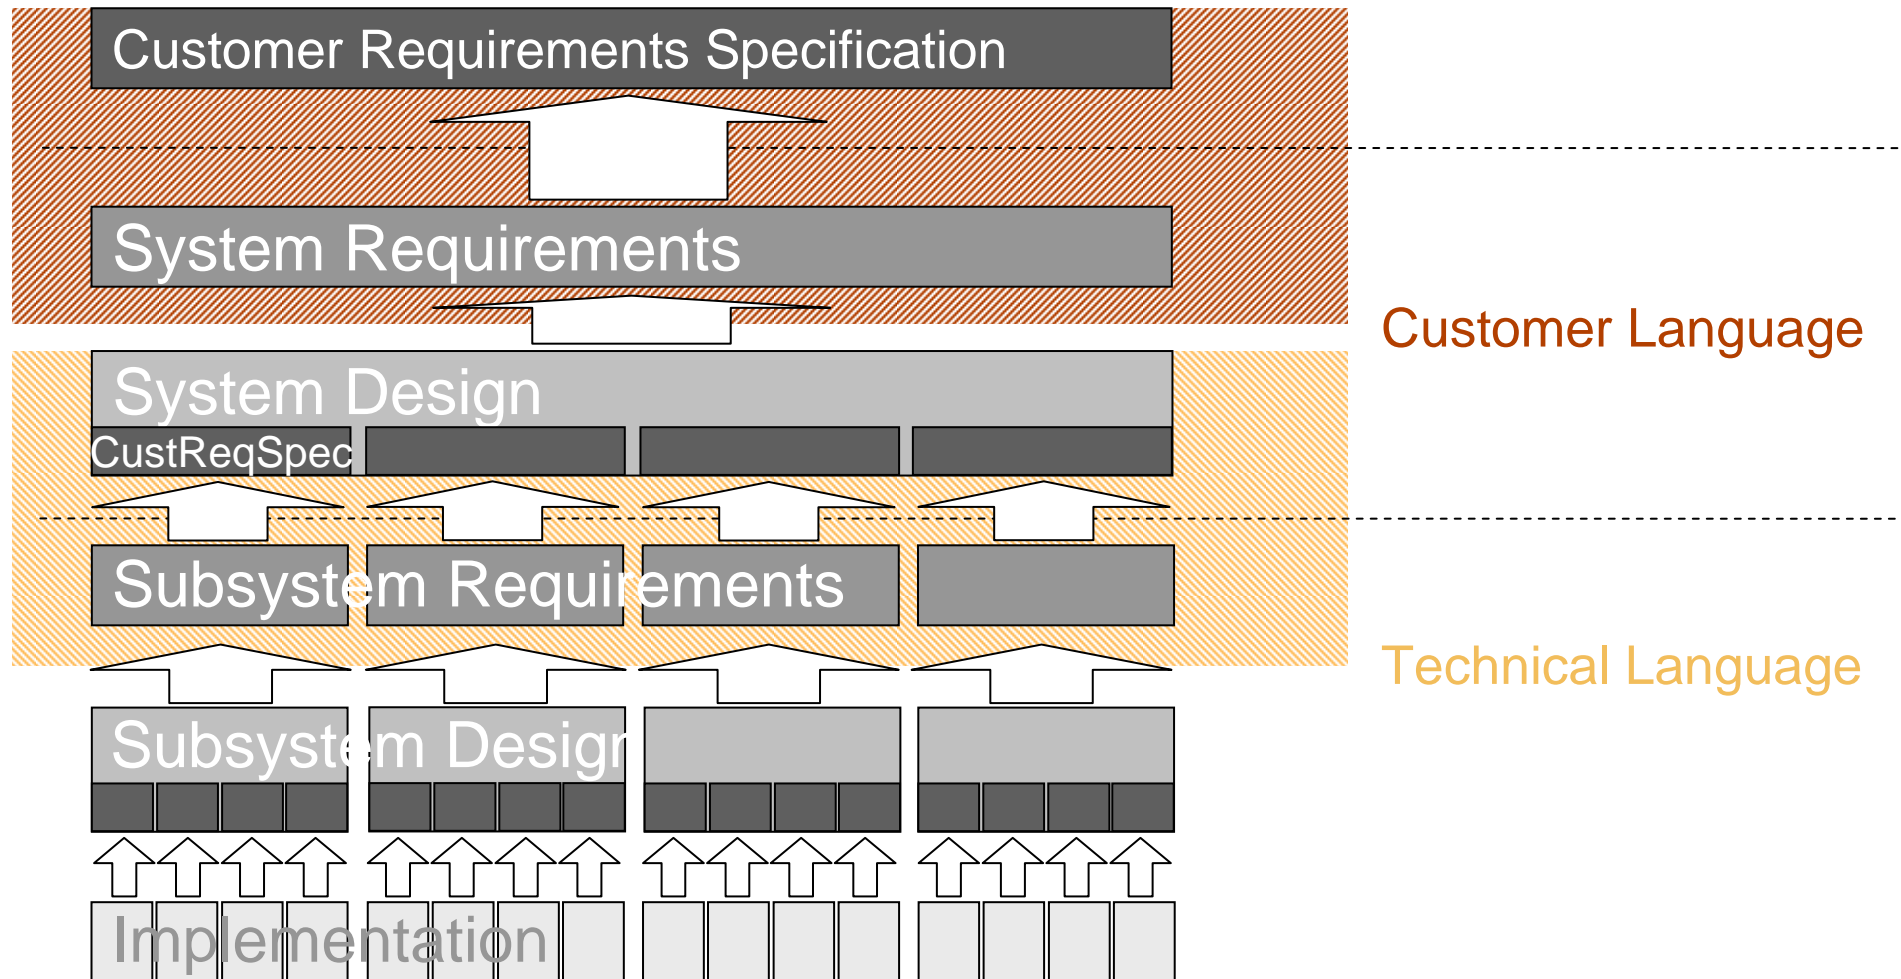 Customer Requirements Specification
System Requirements
Customer Language
System Design
CustReqSpec
Subsystem Requirements
Technical Language
Subsystem Design
Implementation